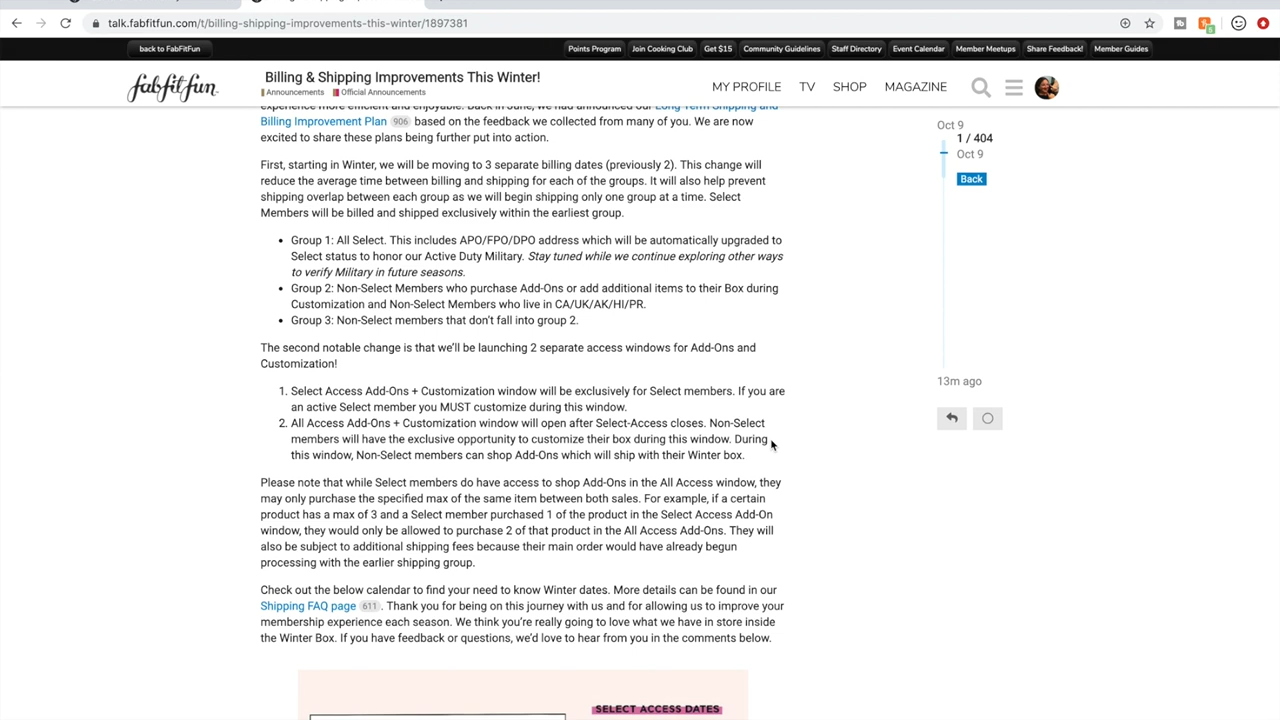 talk.fabfitfun.com/t/billing-shipping-improvements-this-winter/1897381
back to FabFitFun
Points Program
Join Cooking Club
Get $15
Community Guidelines
Staff Directory
Event Calendar
Member Meetups
Share Feedback!
Member Guides
fabfitfun
Billing & Shipping Improvements This Winter!
Announcements
Official Announcements
MY PROFILE
TV
SHOP
MAGAZINE
experience more efficient and enjoyable. Back in June, we had announced our Long Term Shipping and
Billing Improvement Plan 906 based on the feedback we collected from many of you. We are now
excited to share these plans being further put into action.
First, starting in Winter, we will be moving to 3 separate billing dates (previously 2). This change will
reduce the average time between billing and shipping for each of the groups. It will also help prevent
shipping overlap between each group as we will begin shipping only one group at a time. Select
Members will be billed and shipped exclusively within the earliest group.
• Group 1: All Select. This includes APO/FPO/DPO address which will be automatically upgraded to
Select status to honor our Active Duty Military. Stay tuned while we continue exploring other ways
to verify Military in future seasons.
• Group 2: Non-Select Members who purchase Add-Ons or add additional items to their Box during
Customization and Non-Select Members who live in CA/UK/AK/HI/PR.
• Group 3: Non-Select members that don't fall into group 2.
The second notable change is that we'll be launching 2 separate access windows for Add-Ons and
Customization!
1. Select Access Add-Ons + Customization window will be exclusively for Select members. If you are
an active Select member you MUST customize during this window.
2. All Access Add-Ons + Customization window will open after Select-Access closes. Non-Select
members will have the exclusive opportunity to customize their box during this window. During
this window, Non-Select members can shop Add-Ons which will ship with their Winter box.
Please note that while Select members do have access to shop Add-Ons in the All Access window, they
may only purchase the specified max of the same item between both sales. For example, if a certain
product has a max of 3 and a Select member purchased 1 of the product in the Select Access Add-On
window, they would only be allowed to purchase 2 of that product in the All Access Add-Ons. They will
also be subject to additional shipping fees because their main order would have already begun
processing with the earlier shipping group.
Check out the below calendar to find your need to know Winter dates. More details can be found in our
Shipping FAQ page 611 . Thank you for being on this journey with us and for allowing us to improve your
membership experience each season. We think you're really going to love what we have in store inside
the Winter Box. If you have feedback or questions, we'd love to hear from you in the comments below.
SELECT ACCESS DATES
Oct 9
1 / 404
Oct 9
Back
13m ago